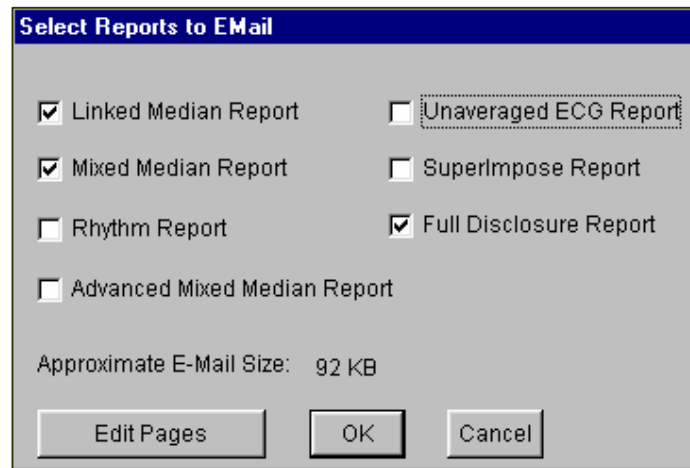 Select Reports to EMail
Linked Median Report
Unaveraged ECG Report
Mixed Median Report
SuperImpose Report
Rhythm Report
Full Disclosure Report
Advanced Mixed Median Report
Approximate E-Mail Size: 92 KB
Edit Pages
OK
Cancel